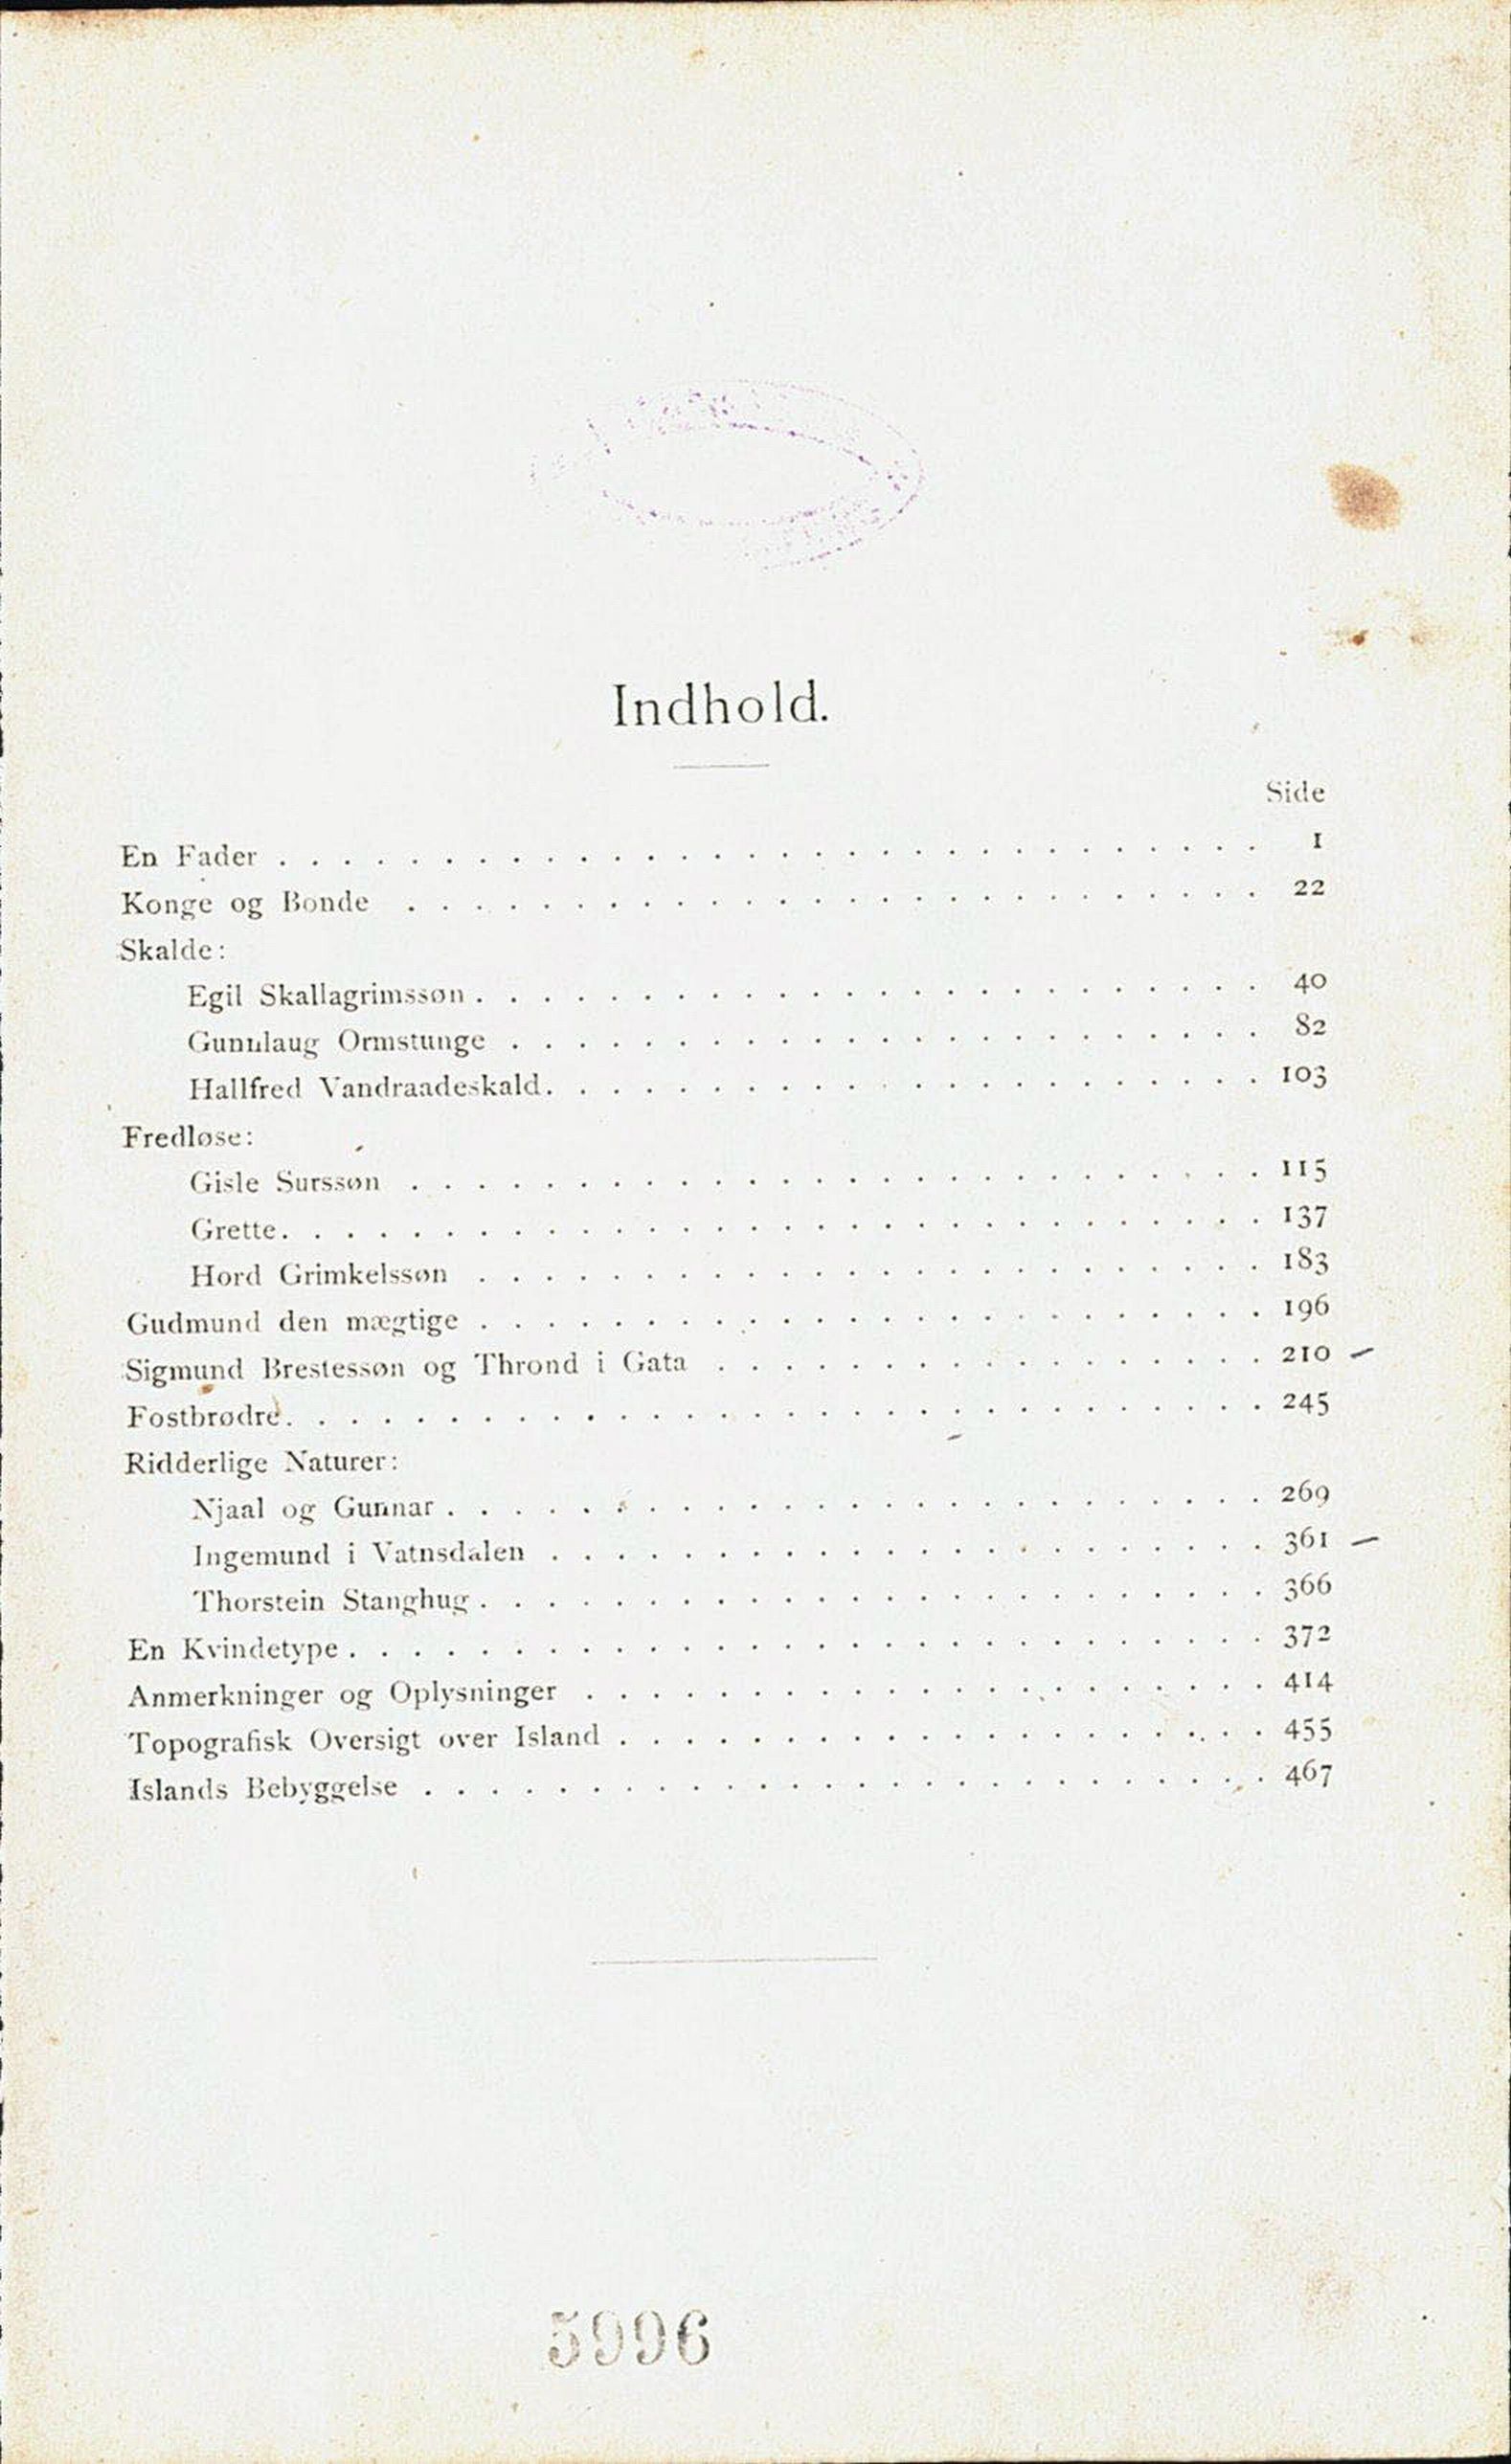 Indhold.
Side
En Fader . . . . . . . . . . . . . . . . . . . . . . . . . . . . . . 1
Konge og Bonde . . . . . . . . . . . . . . . . . . . . . . . . . . 22
Skalde:
Egil Skallagrimssøn . . . . . . . . . . . . . . . . . . . . . . . . 40
Gunnlaug Ormstunge . . . . . . . . . . . . . . . . . . . . . . . 82
Hallfred Vandraadeskald . . . . . . . . . . . . . . . . . . . . . . 103
Fredløse:
Gisle Surssøn . . . . . . . . . . . . . . . . . . . . . . . . . . 115
Grette . . . . . . . . . . . . . . . . . . . . . . . . . . . . . . 137
Hord Grimkelssøn . . . . . . . . . . . . . . . . . . . . . . . . 183
Gudmund den mægtige . . . . . . . . . . . . . . . . . . . . . . . . 196
Sigmund Brestessøn og Thrond i Gata . . . . . . . . . . . . . . . . . 210
Fostbrødre . . . . . . . . . . . . . . . . . . . . . . . . . . . . . 245
Ridderlige Naturer:
Njaal og Gunnar . . . . . . . . . . . . . . . . . . . . . . . . . 269
Ingemund i Vatnsdalen . . . . . . . . . . . . . . . . . . . . . . 361
Thorstein Stanghug . . . . . . . . . . . . . . . . . . . . . . . . 366
En Kvindetype . . . . . . . . . . . . . . . . . . . . . . . . . . . . 372
Anmerkninger og Oplysninger . . . . . . . . . . . . . . . . . . . . . 414
Topografisk Oversigt over Island . . . . . . . . . . . . . . . . . . . . 455
Islands Bebyggelse . . . . . . . . . . . . . . . . . . . . . . . . . . 467
5996